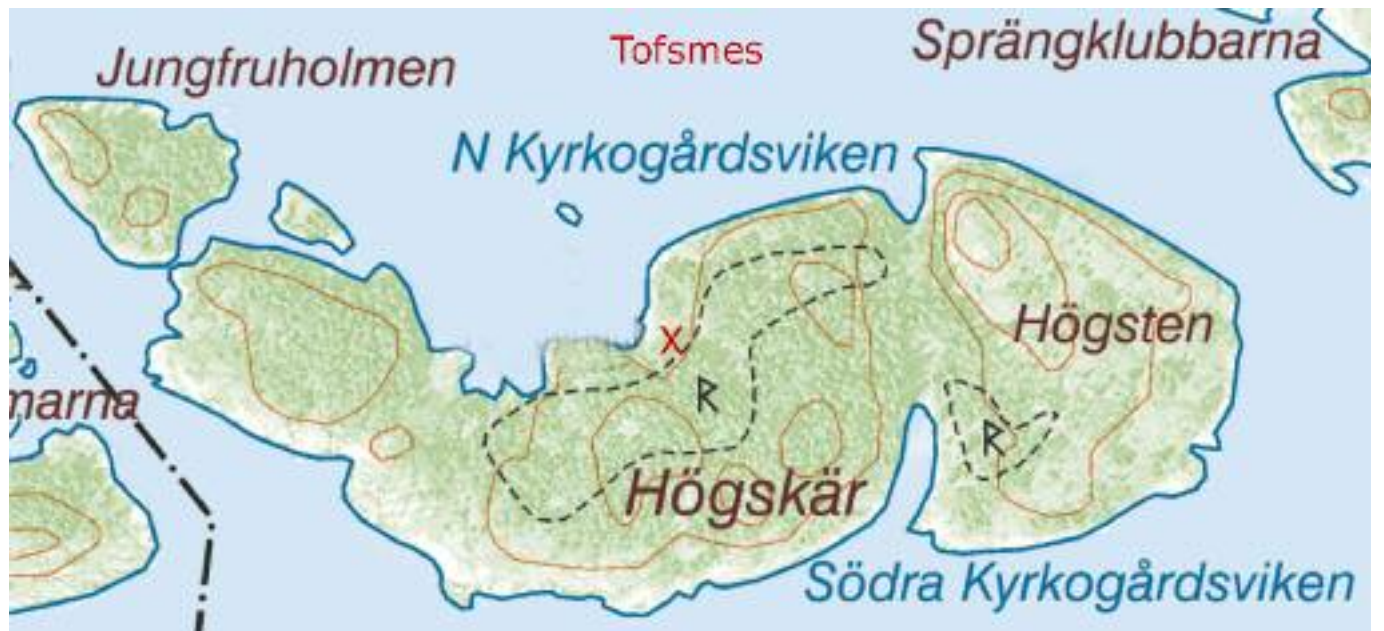 Tofsmes
Sprängklubbarna
Jungfruholmen
N Kyrkogårdsviken
Högsten
X
marna
R
R
Högskär
Södra Kyrkogårdsviken